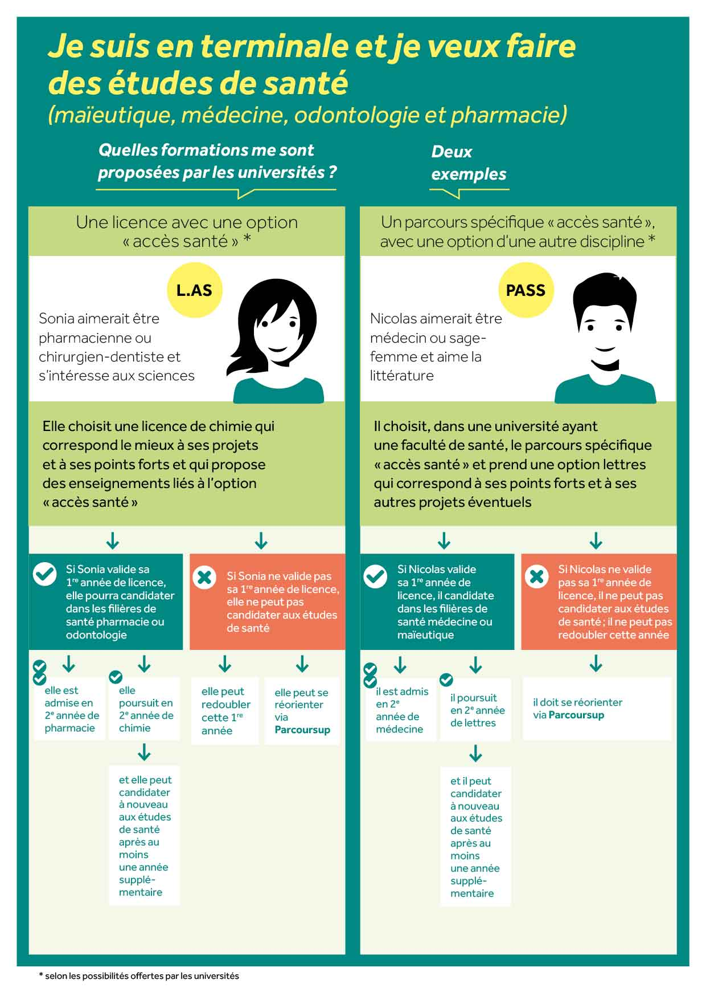 Je suis en terminale et je veux faire
des études de santé
(maïeutique, médecine, odontologie et pharmacie)
Quelles formations me sont
proposées par les universités ?
Deux
exemples
Une licence avec une option
« accès santé » *
L.AS
Sonia aimerait être
pharmacienne ou
chirurgien-dentiste et
s'intéresse aux sciences
Elle choisit une licence de chimie qui
correspond le mieux à ses projets
et à ses points forts et qui propose
des enseignements liés à l'option
« accès santé »
Si Sonia valide sa
1re année de licence,
elle pourra candidater
dans les filières de
santé pharmacie ou
odontologie
Si Sonia ne valide pas
sa 1re année de licence,
elle ne peut pas
candidater aux études
de santé
elle est
admise en
2e année de
pharmacie
elle
poursuit en
2e année de
chimie
elle peut
redoubler
cette 1re
année
elle peut se
réorienter
via
Parcoursup
et elle peut
candidater
à nouveau
aux études
de santé
après au
moins
une année
supplé-
mentaire
Un parcours spécifique « accès santé »,
avec une option d'une autre discipline *
PASS
Nicolas aimerait être
médecin ou sage-
femme et aime la
littérature
Il choisit, dans une université ayant
une faculté de santé, le parcours spécifique
« accès santé » et prend une option lettres
qui correspond à ses points forts et à ses
autres projets éventuels
Si Nicolas valide
sa 1re année de
licence, il candidate
dans les filières de
santé médecine ou
maïeutique
Si Nicolas ne valide
pas sa 1re année de
licence, il ne peut pas
candidater aux études
de santé ; il ne peut pas
redoubler cette année
il est admis
en 2e
année de
médecine
il poursuit
en 2e année
de lettres
il doit se réorienter
via Parcoursup
et il peut
candidater
à nouveau
aux études
de santé
après au
moins
une année
supplé-
mentaire
* selon les possibilités offertes par les universités